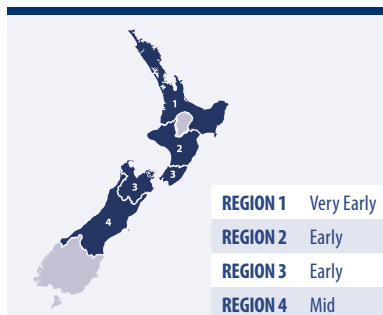 1
2
3
3
4
REGION 1 Very Early
REGION 2 Early
REGION 3 Early
REGION 4 Mid